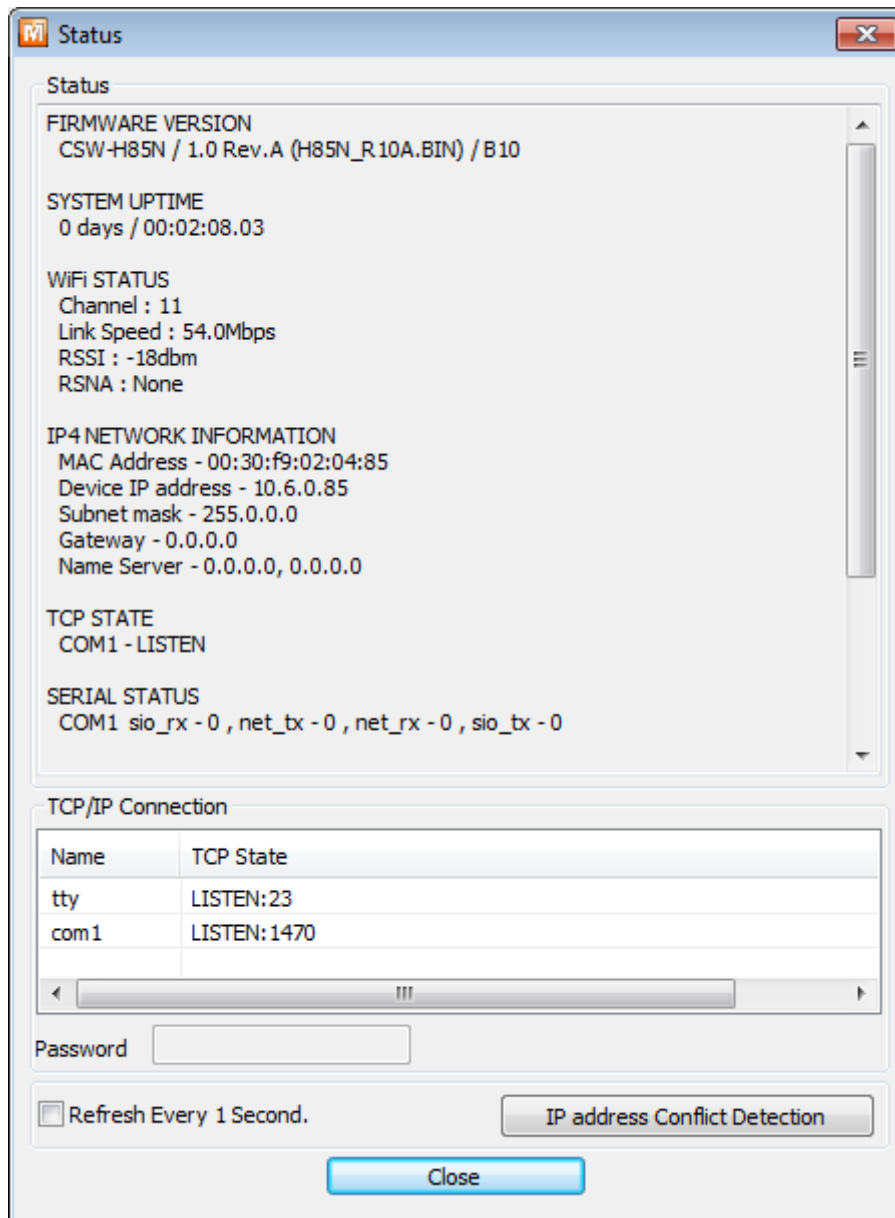 Status
Status
FIRMWARE VERSION
CSW-H85N / 1.0 Rev.A (H85N_R10A.BIN) / B10
SYSTEM UPTIME
0 days / 00:02:08.03
WiFi STATUS
Channel : 11
Link Speed : 54.0Mbps
RSSI : -18dbm
RSNA : None
IP4 NETWORK INFORMATION
MAC Address - 00:30:f9:02:04:85
Device IP address - 10.6.0.85
Subnet mask - 255.0.0.0
Gateway - 0.0.0.0
Name Server - 0.0.0.0, 0.0.0.0
TCP STATE
COM1 - LISTEN
SERIAL STATUS
COM1 sio_rx - 0 , net_tx - 0 , net_rx - 0 , sio_tx - 0
TCP/IP Connection
Name TCP State
tty LISTEN:23
com1 LISTEN:1470
Password
Refresh Every 1 Second. IP address Conflict Detection
Close